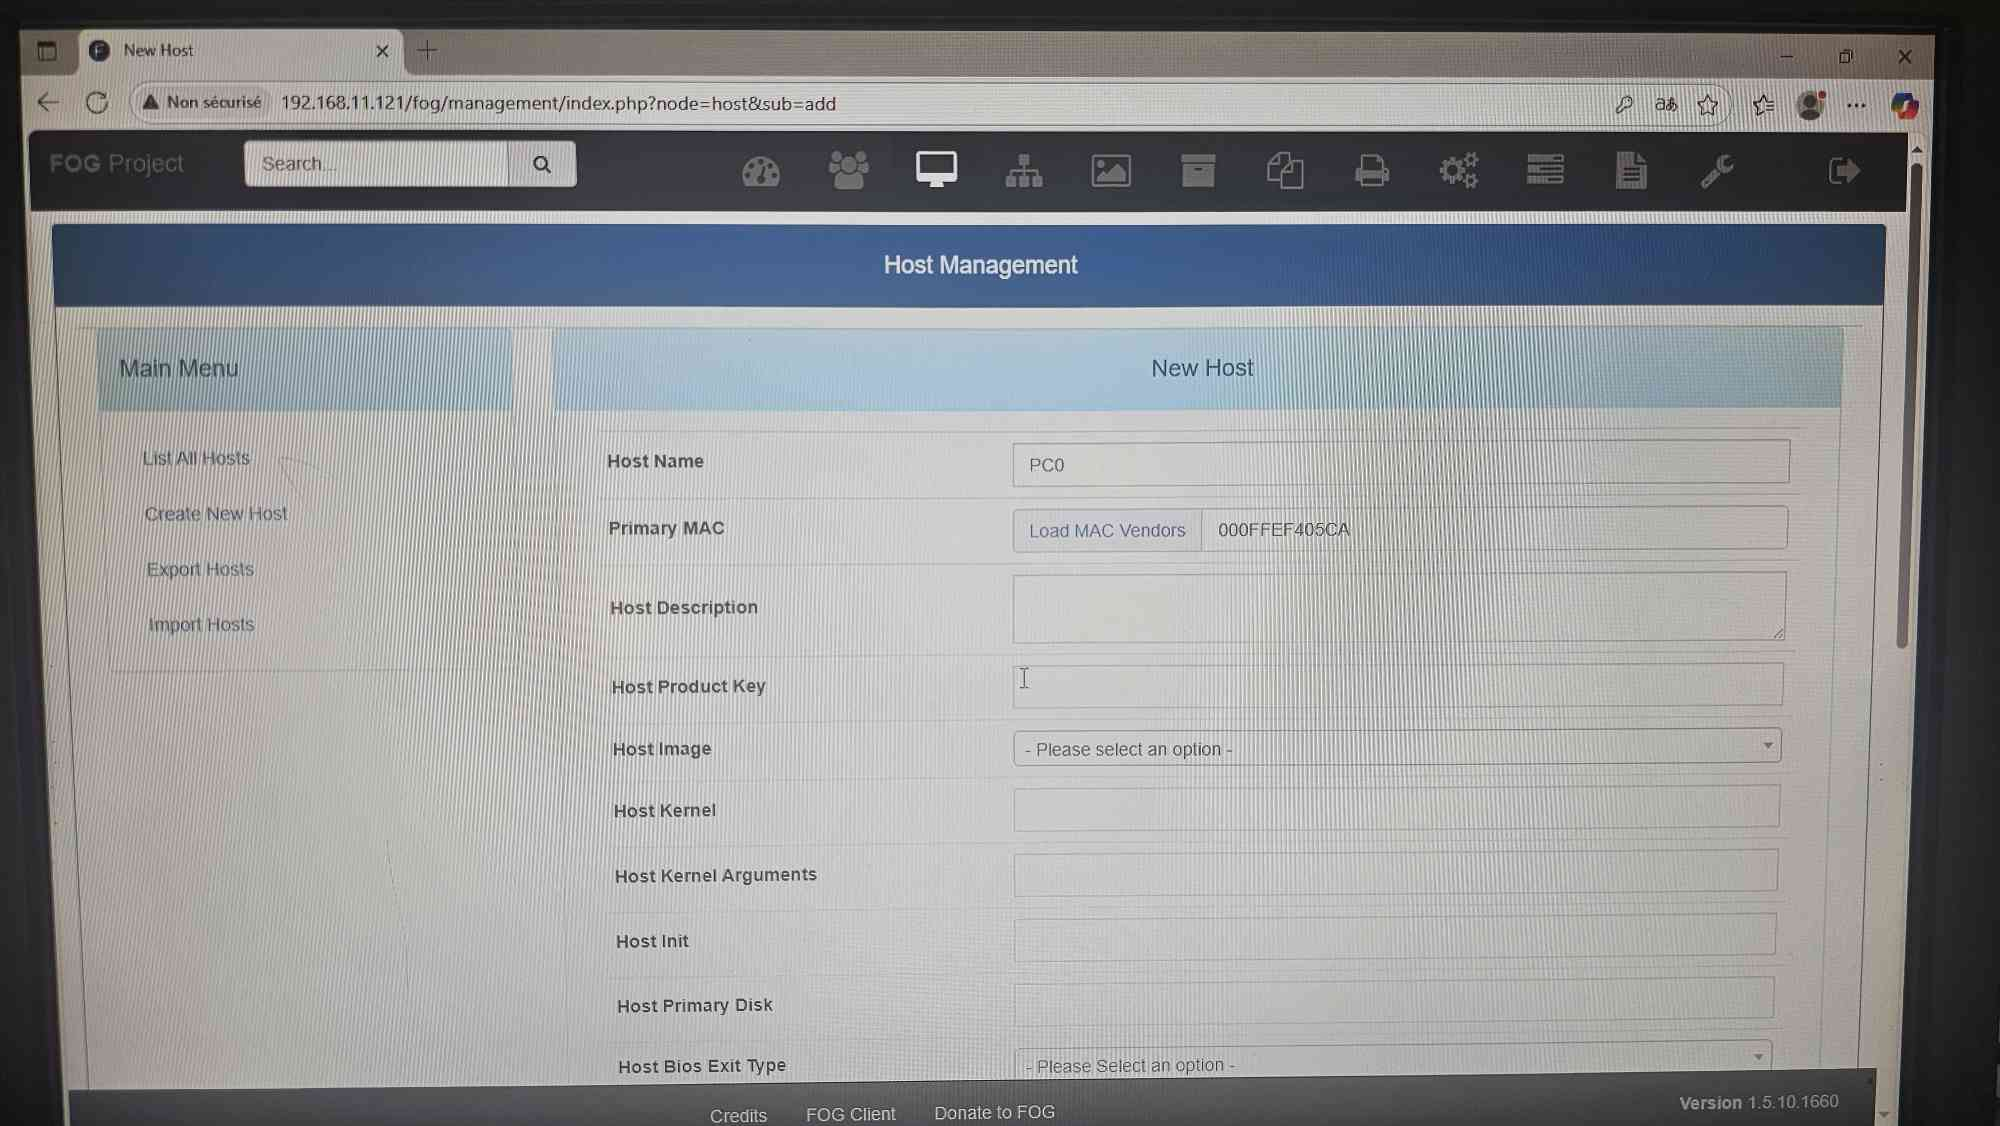 New Host
Non sécurisé 192.168.11.121/fog/management/index.php?node=host&sub=add
FOG Project Search...
Host Management
Main Menu
New Host
List All Hosts
Create New Host
Export Hosts
Import Hosts
Host Name PC0
Primary MAC Load MAC Vendors 000FFEF405CA
Host Description
Host Product Key
Host Image - Please select an option -
Host Kernel
Host Kernel Arguments
Host Init
Host Primary Disk
Host Bios Exit Type - Please Select an option -
Credits FOG Client Donate to FOG Version 1.5.10.1660